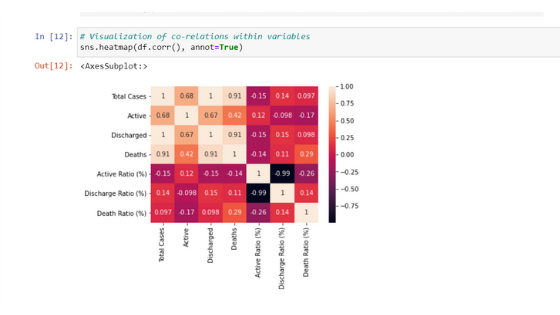 In [12]: # Visualization of co-relations within variables
sns.heatmap(df.corr(), annot=True)
Out[12]: <AxesSubplot:>
Total Cases 1 0.68 1 0.91 -0.15 0.14 0.097
Active 0.68 1 0.67 0.42 0.12 -0.098 -0.17
Discharged 1 0.67 1 0.91 -0.15 0.15 0.098
Deaths 0.91 0.42 0.91 1 -0.14 0.11 0.29
Active Ratio (%) -0.15 0.12 -0.15 -0.14 1 -0.99 -0.26
Discharge Ratio (%) 0.14 -0.098 0.15 0.11 -0.99 1 0.14
Death Ratio (%) 0.097 -0.17 0.098 0.29 -0.26 0.14 1
Total Cases
Active
Discharged
Deaths
Active Ratio (%)
Discharge Ratio (%)
Death Ratio (%)
1.00
0.75
0.50
0.25
0.00
-0.25
-0.50
-0.75